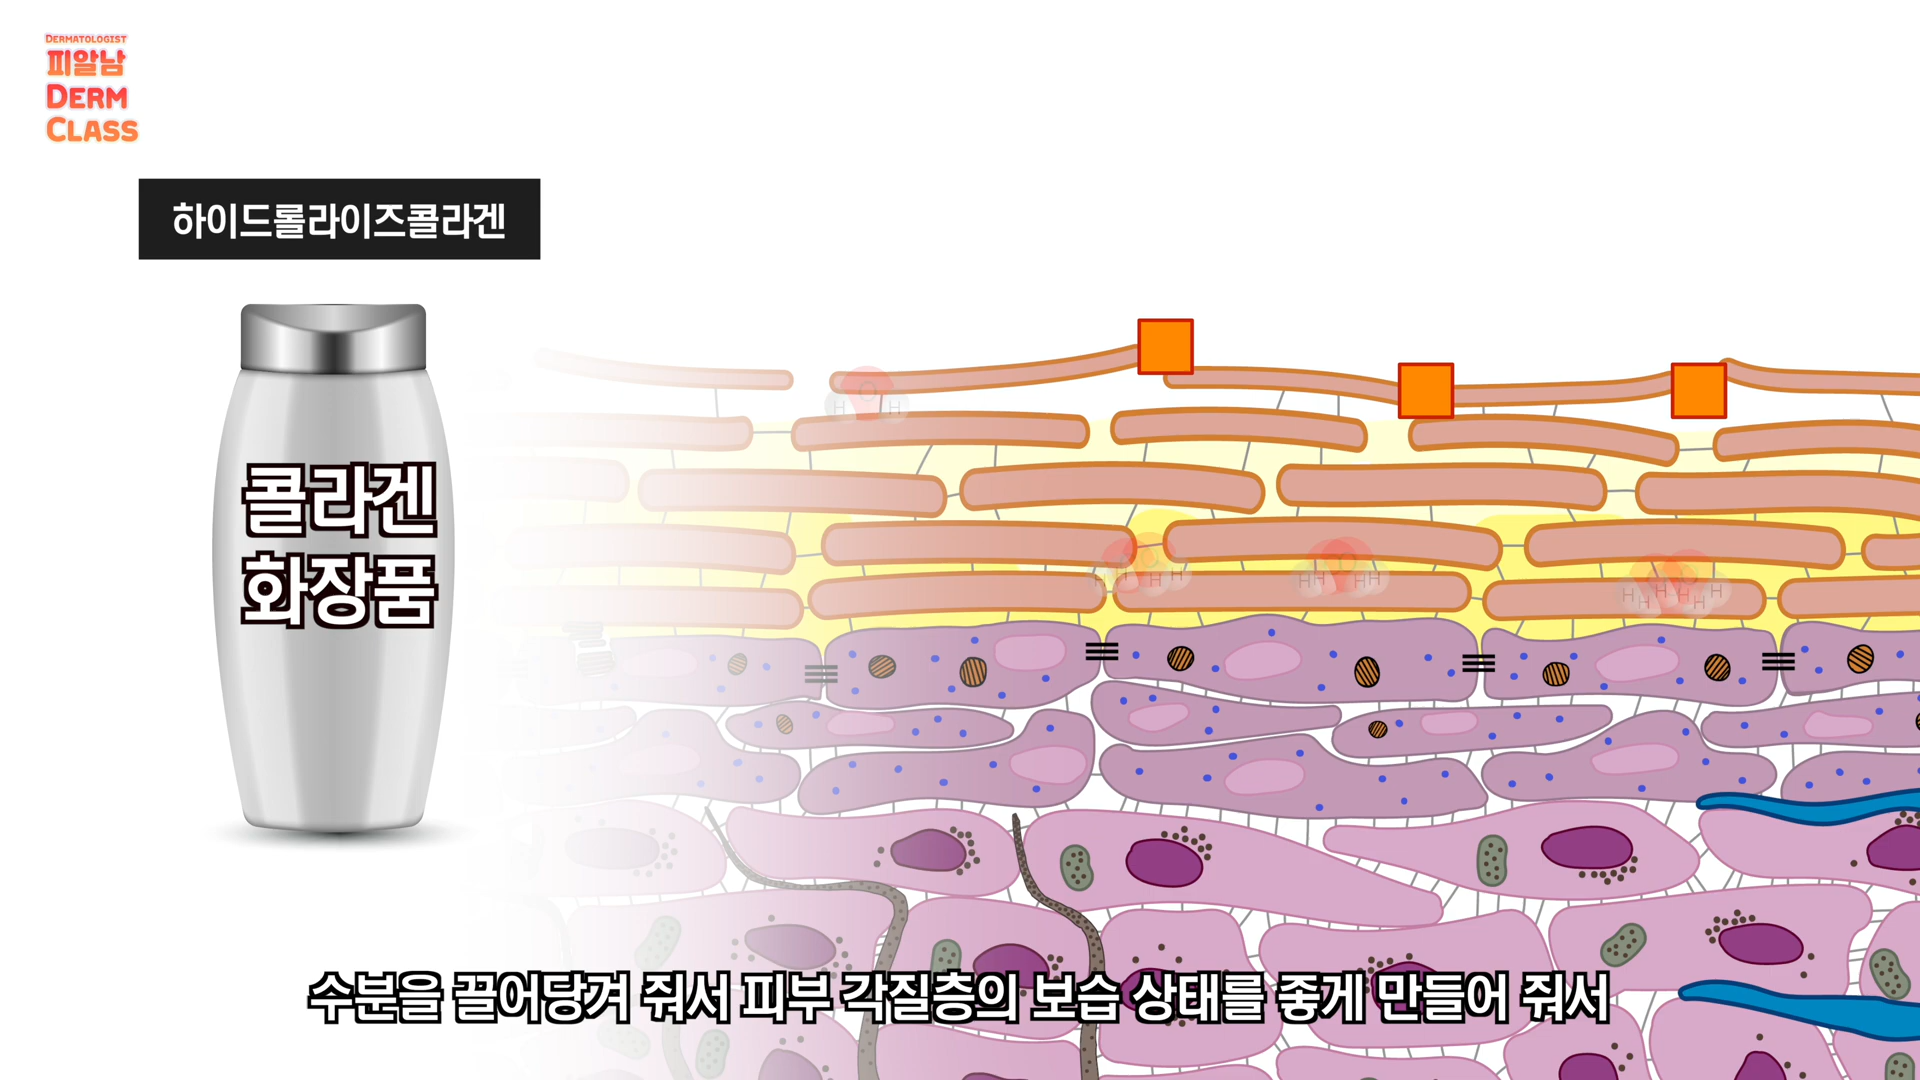 DERMATOLOGIST
피알남
DERM
CLASS
하이드롤라이즈콜라겐
콜라겐
화장품
수분을 끌어당겨 줘서 피부 각질층의 보습 상태를 좋게 만들어 줘서